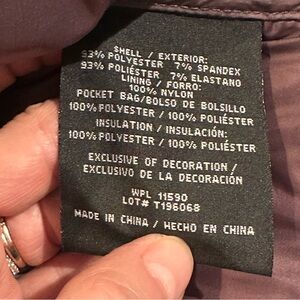 SHELL / EXTERIOR:
93% POLYESTER 7% SPANDEX
93% POLIÉSTER 7% ELASTANO
LINING / FORRO:
100% NYLON
POCKET BAG/BOLSO DE BOLSILLO
100% POLYESTER / 100% POLIÉSTER
INSULATION / INSULACIÓN:
100% POLYESTER / 100% POLIÉSTER
EXCLUSIVE OF DECORATION /
EXCLUSIVO DE LA DECORACIÓN
WPL 11590
LOT# T196068
MADE IN CHINA / HECHO EN CHINA